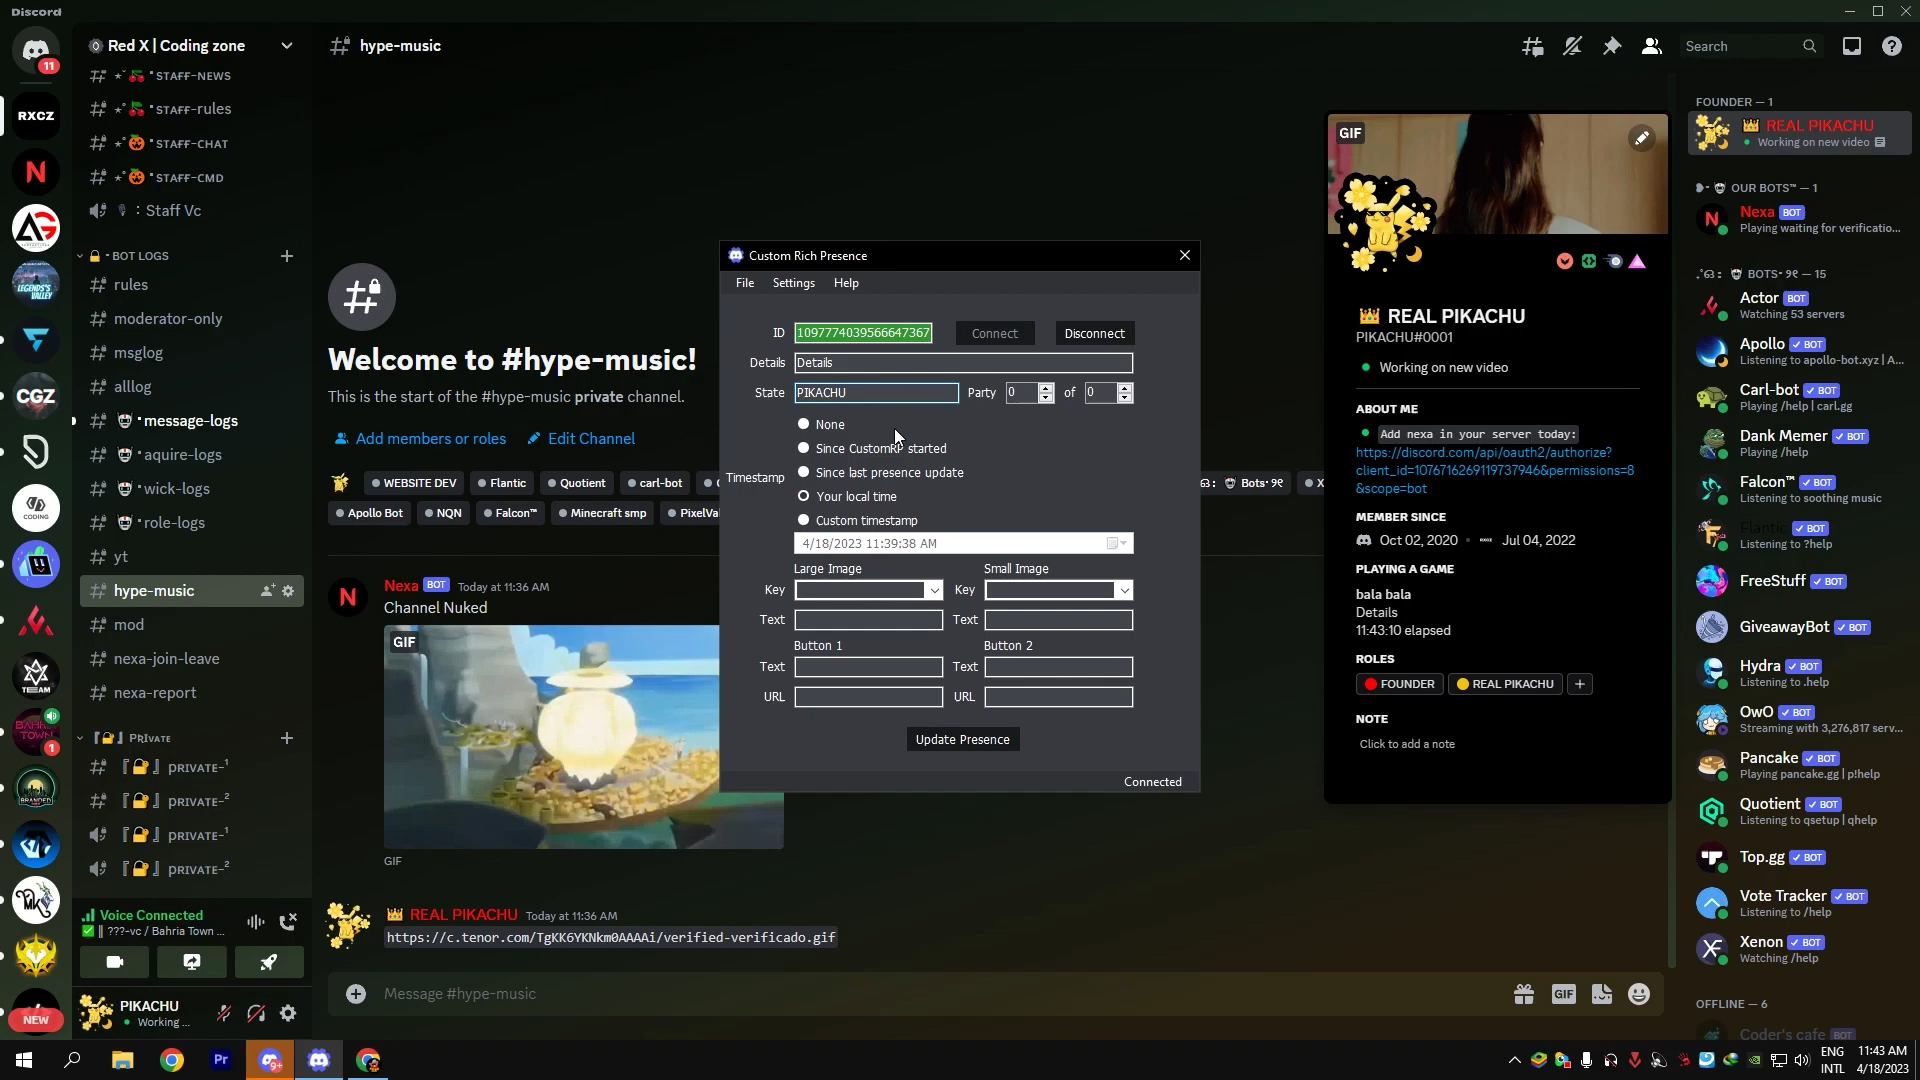 Discord
11
RXCZ
CGZ
CODING
TEEAM
BAHRIA TOWN
1
BRANDED
NEW
Red X | Coding zone
STAFF-NEWS
STAFF-rules
STAFF-CHAT
STAFF-CMD
: Staff Vc
BOT LOGS
rules
moderator-only
msglog
alllog
message-logs
aquire-logs
wick-logs
role-logs
yt
hype-music
mod
nexa-join-leave
nexa-report
『🔐』 PRIVATE
『🔐』 PRIVATE-¹
『🔐』 PRIVATE-²
『🔐』 PRIVATE-¹
『🔐』 PRIVATE-²
Voice Connected
✅ ║ ???-vc / Bahria Town ...
PIKACHU
Working ...
hype-music
Search
Welcome to #hype-music!
This is the start of the #hype-music private channel.
Add members or roles
Edit Channel
WEBSITE DEV
Flantic
Quotient
carl-bot
Bots
Apollo Bot
NQN
Falcon™
Minecraft smp
PixelVal
Nexa BOT Today at 11:36 AM
Channel Nuked
GIF
GIF
REAL PIKACHU Today at 11:36 AM
https://c.tenor.com/TgKK6YKNkm0AAAAi/verified-verificado.gif
Message #hype-music
GIF
Custom Rich Presence
File Settings Help
ID 1097774039566647367 Connect Disconnect
Details Details
State PIKACHU Party 0 of 0
None
Since CustomRP started
Since last presence update
Timestamp
Your local time
Custom timestamp
4/18/2023 11:39:38 AM
Large Image Small Image
Key Key
Text Text
Button 1 Button 2
Text Text
URL URL
Update Presence
Connected
GIF
REAL PIKACHU
PIKACHU#0001
Working on new video
ABOUT ME
Add nexa in your server today:
https://discord.com/api/oauth2/authorize?
client_id=1076716269119737946&permissions=8
&scope=bot
MEMBER SINCE
Oct 02, 2020 • Jul 04, 2022
PLAYING A GAME
bala bala
Details
11:43:10 elapsed
ROLES
FOUNDER
REAL PIKACHU
+
NOTE
Click to add a note
FOUNDER — 1
REAL PIKACHU
Working on new video
OUR BOTS™ — 1
Nexa BOT
Playing waiting for verificatio...
BOTS — 15
Actor BOT
Watching 53 servers
Apollo ✓ BOT
Listening to apollo-bot.xyz | A...
Carl-bot ✓ BOT
Playing /help | carl.gg
Dank Memer ✓ BOT
Playing /help
Falcon™ ✓ BOT
Listening to soothing music
Flantic ✓ BOT
Listening to ?help
FreeStuff ✓ BOT
GiveawayBot ✓ BOT
Hydra ✓ BOT
Listening to .help
OwO ✓ BOT
Streaming with 3,276,817 serv...
Pancake ✓ BOT
Playing pancake.gg | p!help
Quotient ✓ BOT
Listening to qsetup | qhelp
Top.gg ✓ BOT
Vote Tracker ✓ BOT
Listening to /help
Xenon ✓ BOT
Watching /help
OFFLINE — 6
Coder's cafe BOT
Pr
9+
ENG
INTL
11:43 AM
4/18/2023